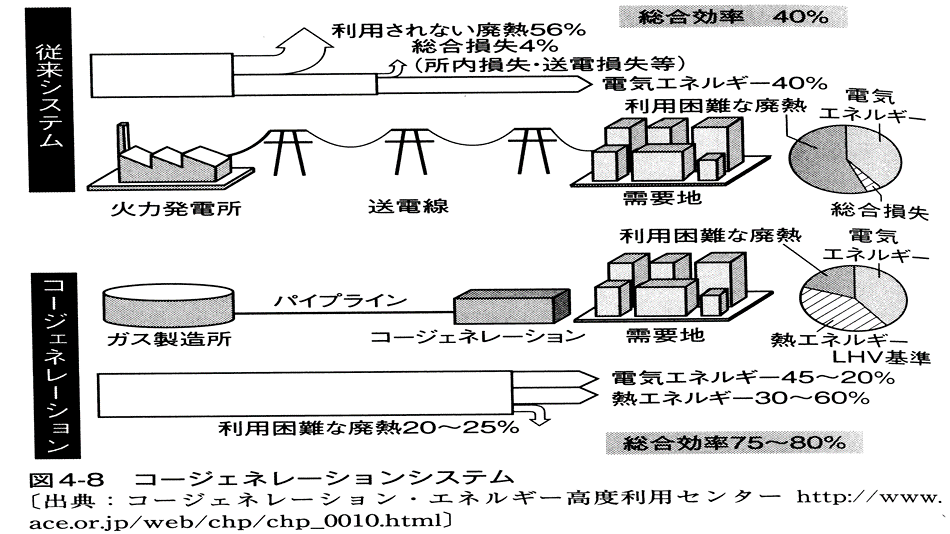 従来システム
総合効率 40%
利用されない廃熱56%
総合損失4%
(所内損失・送電損失等)
電気エネルギー40%
利用困難な廃熱
電気
エネルギー
総合損失
火力発電所
送電線
需要地
コージェネレーション
利用困難な廃熱
電気
エネルギー
パイプライン
ガス製造所
コージェネレーション
需要地
熱エネルギー
LHV基準
電気エネルギー45〜20%
熱エネルギー30〜60%
利用困難な廃熱20〜25%
総合効率75〜80%
図4-8 コージェネレーションシステム
〔出典:コージェネレーション・エネルギー高度利用センター http://www.
ace.or.jp/web/chp/chp_0010.html〕